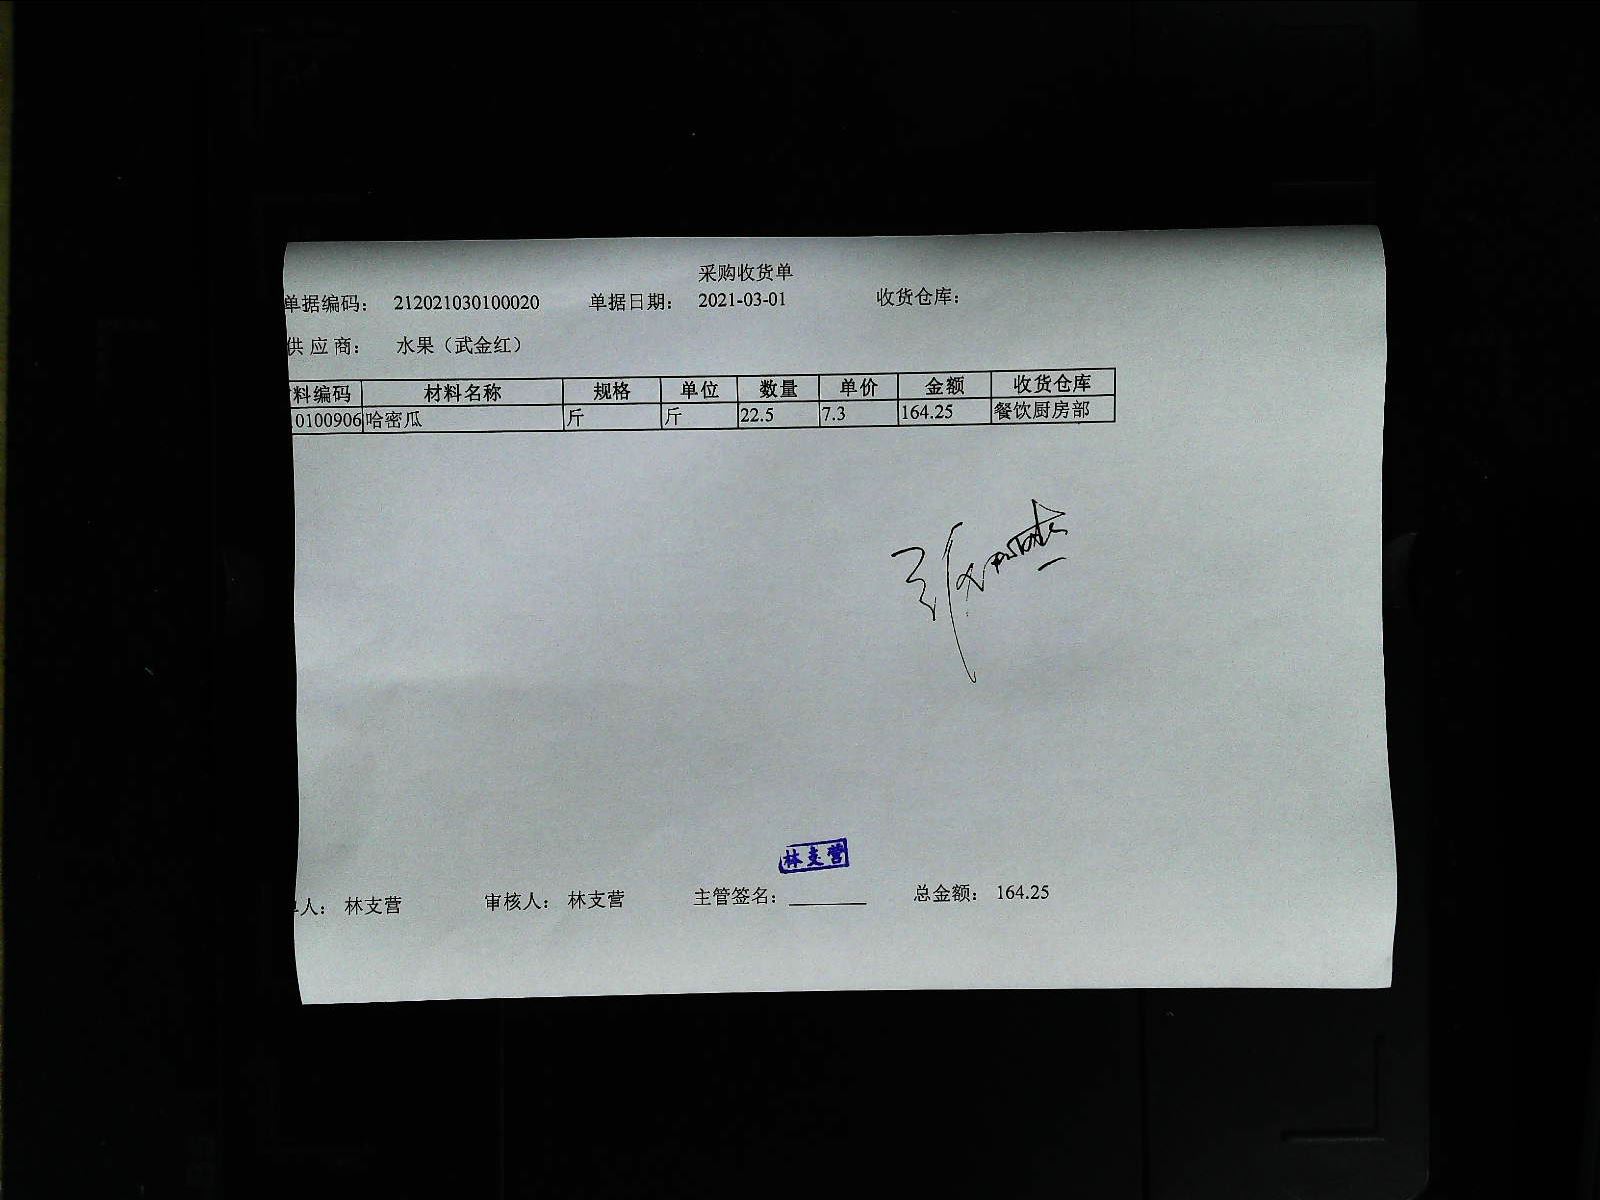 采购收货单
单据编码: 212021030100020 单据日期: 2021-03-01 收货仓库:
供应商: 水果（武金红）
料编码 材料名称 规格 单位 数量 单价 金额 收货仓库
0100906 哈密瓜 斤 斤 22.5 7.3 164.25 餐饮厨房部
林支营
人: 林支营 审核人: 林支营 主管签名: 总金额: 164.25